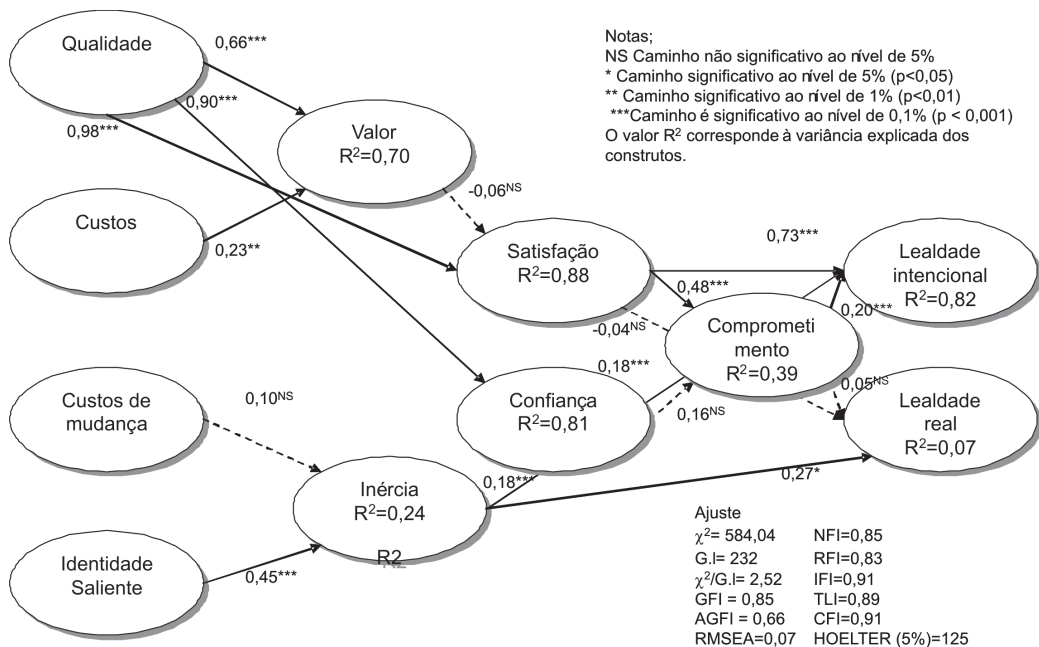 Qualidade
0,66***
0,90***
0,98***
Notas;
NS Caminho não significativo ao nível de 5%
* Caminho significativo ao nível de 5% (p<0,05)
** Caminho significativo ao nível de 1% (p<0,01)
***Caminho é significativo ao nível de 0,1% (p < 0,001)
O valor R² corresponde à variância explicada dos
construtos.
Valor
R²=0,70
-0,06NS
Custos
0,23**
Satisfação
R²=0,88
0,73***
Lealdade
intencional
R²=0,82
0,48***
0,20***
-0,04NS
Comprometi
mento
R²=0,39
0,18***
0,05NS
Custos de
mudança
0,10NS
Confiança
R²=0,81
0,16NS
Lealdade
real
R²=0,07
Inércia
R²=0,24
R2
0,18***
0,27*
Identidade
Saliente
0,45***
Ajuste
χ²= 584,04 NFI=0,85
G.l= 232 RFI=0,83
χ²/G.l= 2,52 IFI=0,91
GFI = 0,85 TLI=0,89
AGFI = 0,66 CFI=0,91
RMSEA=0,07 HOELTER (5%)=125